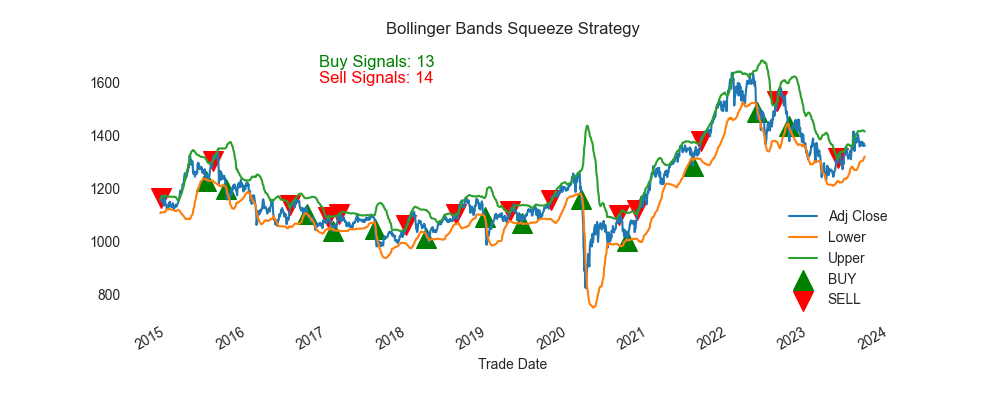 Bollinger Bands Squeeze Strategy
Buy Signals: 13
Sell Signals: 14
1600
1400
1200
1000
800
Adj Close
Lower
Upper
BUY
SELL
2015 2016 2017 2018 2019 2020 2021 2022 2023 2024
Trade Date